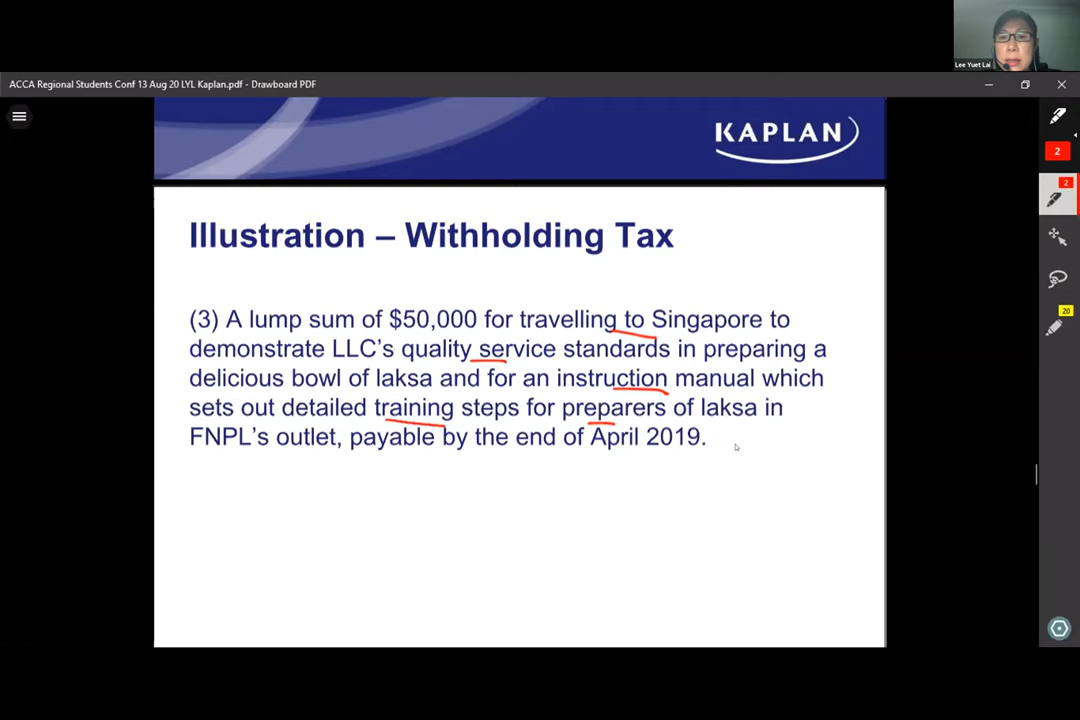 Lee Yuet Lai
ACCA Regional Students Conf 13 Aug 20 LYL Kaplan.pdf - Drawboard PDF
KAPLAN
2
2
Illustration – Withholding Tax
(3) A lump sum of $50,000 for travelling to Singapore to
demonstrate LLC's quality service standards in preparing a
delicious bowl of laksa and for an instruction manual which
sets out detailed training steps for preparers of laksa in
FNPL's outlet, payable by the end of April 2019.
20